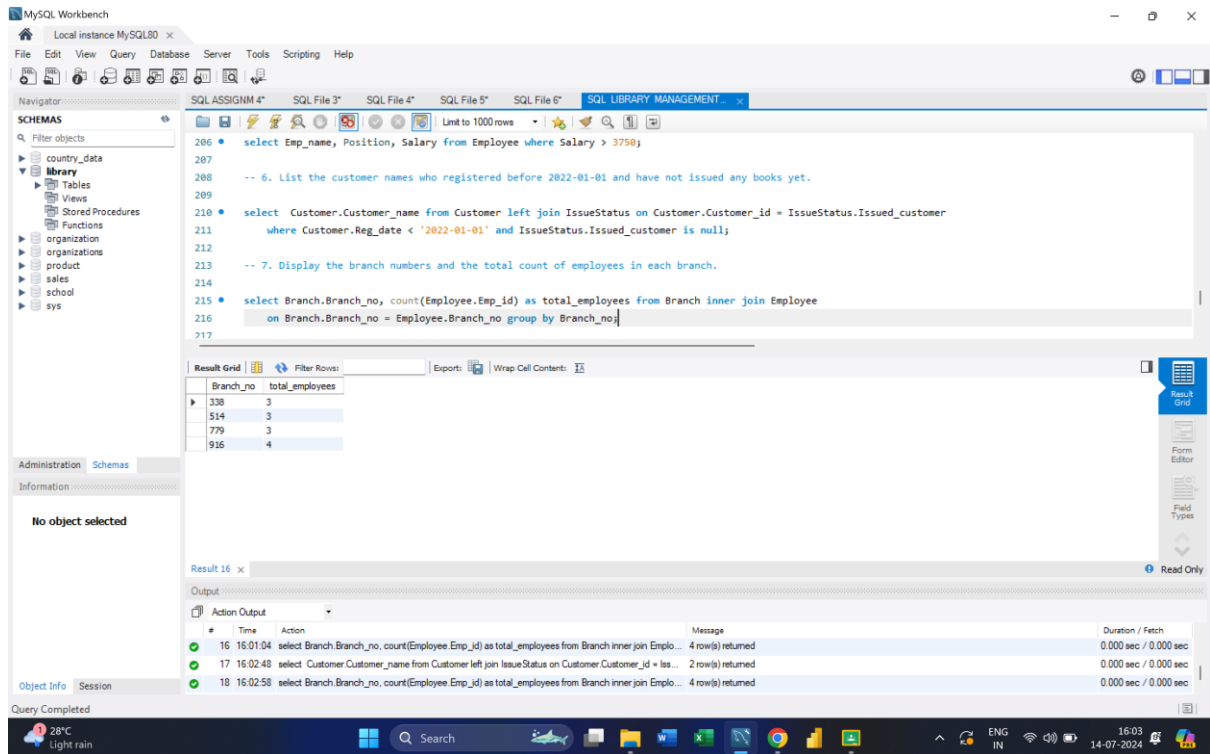 MySQL Workbench
Local instance MySQL80
File Edit View Query Database Server Tools Scripting Help
Navigator
SCHEMAS
Filter objects
country_data
library
Tables
Views
Stored Procedures
Functions
organization
organizations
product
sales
school
sys
Administration Schemas
Information
No object selected
Object Info Session
SQL ASSIGNM 4* SQL File 3* SQL File 4* SQL File 5* SQL File 6* SQL LIBRARY MANAGEMENT...
Limit to 1000 rows
206 select Emp_name, Position, Salary from Employee where Salary > 3750;
207
208 -- 6. List the customer names who registered before 2022-01-01 and have not issued any books yet.
209
210 select Customer.Customer_name from Customer left join IssueStatus on Customer.Customer_id = IssueStatus.Issued_customer
211 where Customer.Reg_date < '2022-01-01' and IssueStatus.Issued_customer is null;
212
213 -- 7. Display the branch numbers and the total count of employees in each branch.
214
215 select Branch.Branch_no, count(Employee.Emp_id) as total_employees from Branch inner join Employee
216 on Branch.Branch_no = Employee.Branch_no group by Branch_no;
217
Result Grid Filter Rows: Export: Wrap Cell Content:
Branch_no total_employees
338 3
514 3
779 3
916 4
Result Grid
Form Editor
Field Types
Result 16 Read Only
Output
Action Output
# Time Action Message Duration / Fetch
16 16:01:04 select Branch.Branch_no, count(Employee.Emp_id) as total_employees from Branch inner join Emplo... 4 row(s) returned 0.000 sec / 0.000 sec
17 16:02:48 select Customer.Customer_name from Customer left join IssueStatus on Customer.Customer_id = Iss... 2 row(s) returned 0.000 sec / 0.000 sec
18 16:02:58 select Branch.Branch_no, count(Employee.Emp_id) as total_employees from Branch inner join Emplo... 4 row(s) returned 0.000 sec / 0.000 sec
Query Completed
1
28°C
Light rain
Search
ENG
IN
16:03
14-07-2024